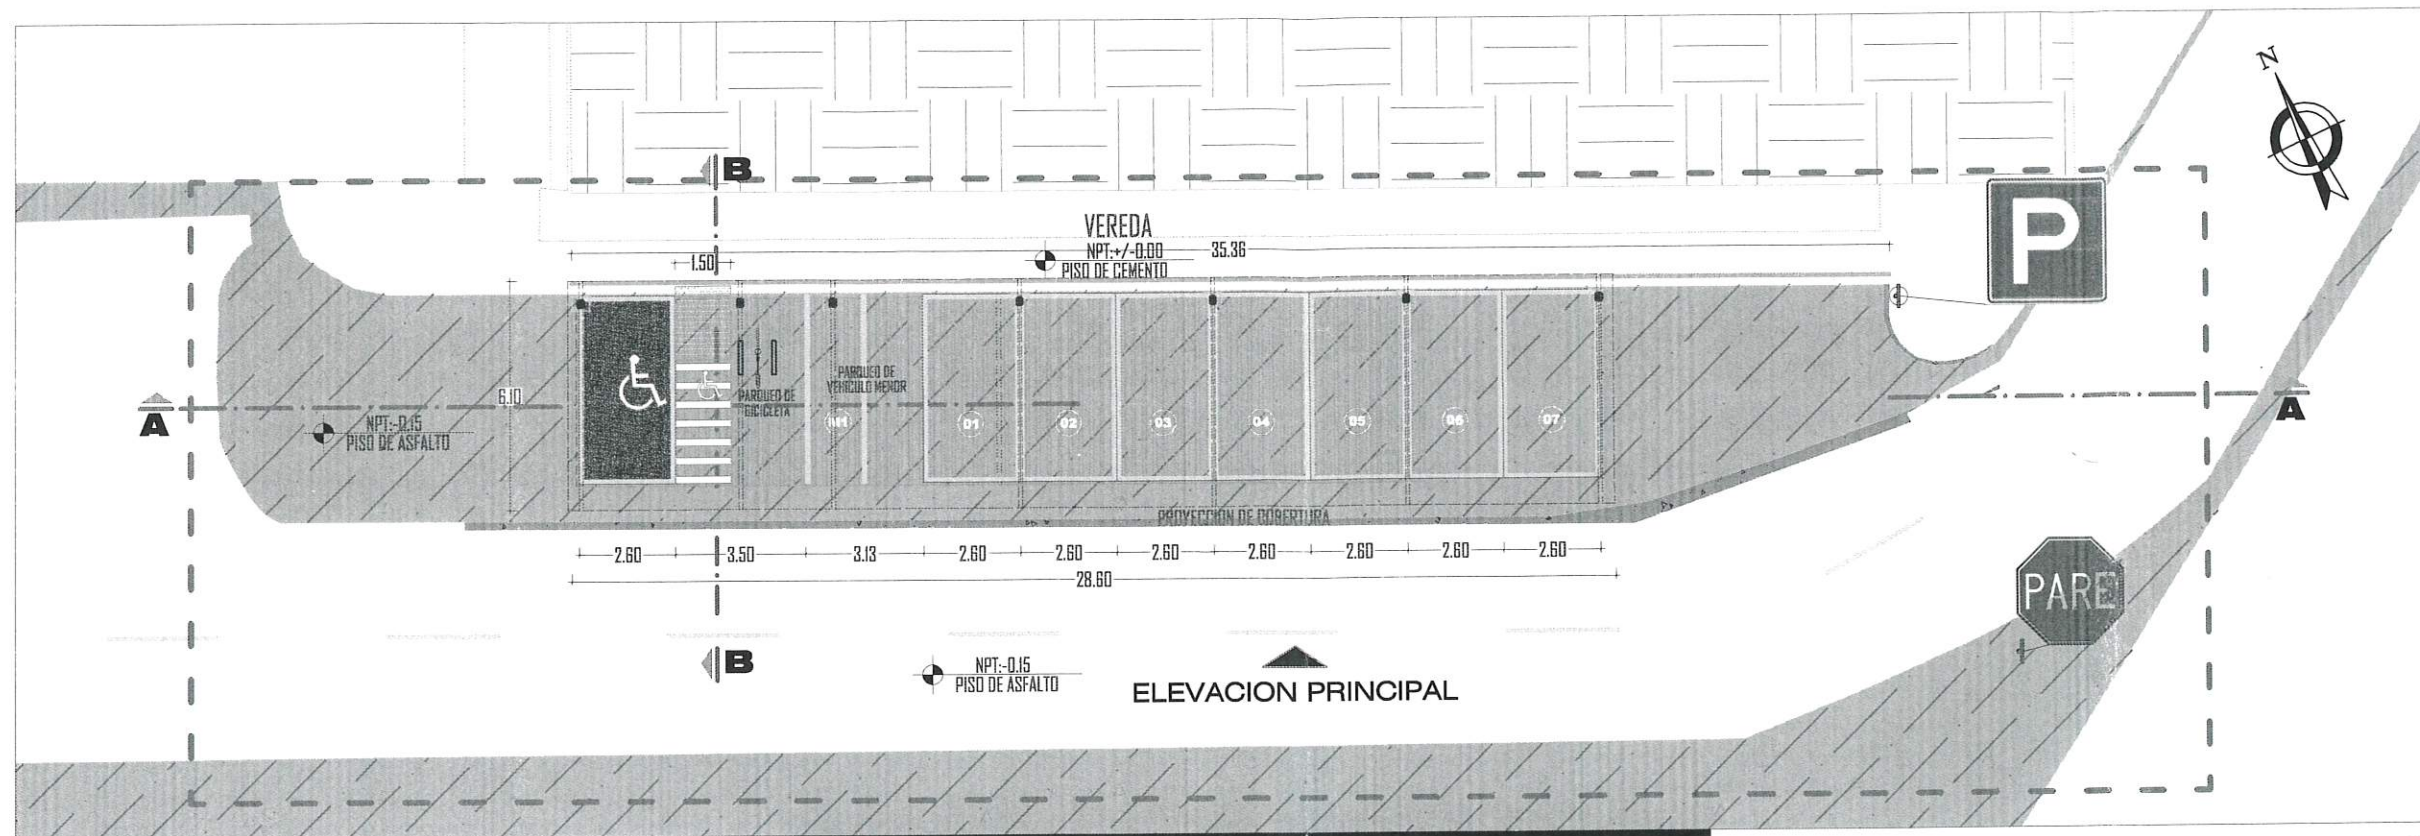 N
B
P
VEREDA
NPT:+/-0.00
35.36
PISO DE CEMENTO
1.50
6.10
PARQUEO DE
VEHICULO MENOR
PARQUEO DE
BICICLETA
A
NPT:-0.15
PISO DE ASFALTO
M1
01
02
03
04
05
06
07
A
PROYECCION DE COBERTURA
2.60
3.50
3.13
2.60
2.60
2.60
2.60
2.60
2.60
2.60
28.60
PARE
B
NPT:-0.15
PISO DE ASFALTO
ELEVACION PRINCIPAL